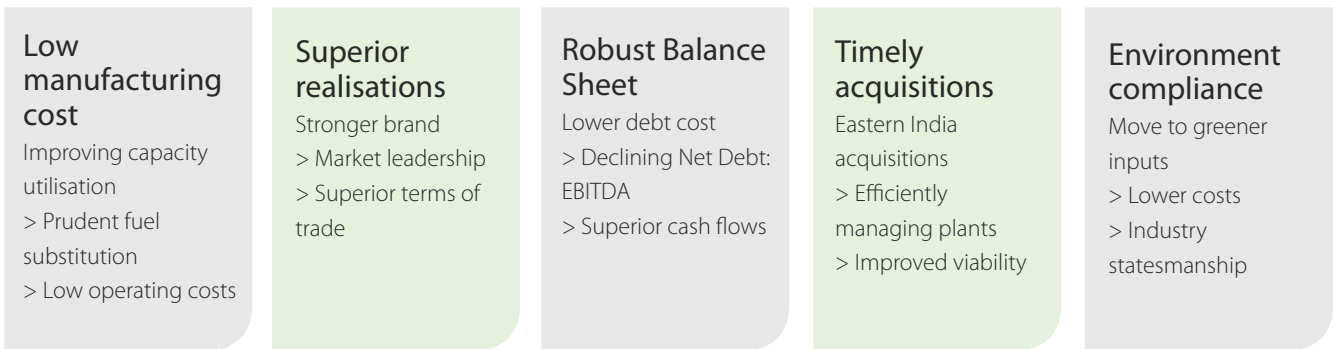 Low
manufacturing
cost
Improving capacity
utilisation
> Prudent fuel
substitution
> Low operating costs
Superior
realisations
Stronger brand
> Market leadership
> Superior terms of
trade
Robust Balance
Sheet
Lower debt cost
> Declining Net Debt:
EBITDA
> Superior cash flows
Timely
acquisitions
Eastern India
acquisitions
> Efficiently
managing plants
> Improved viability
Environment
compliance
Move to greener
inputs
> Lower costs
> Industry
statesmanship